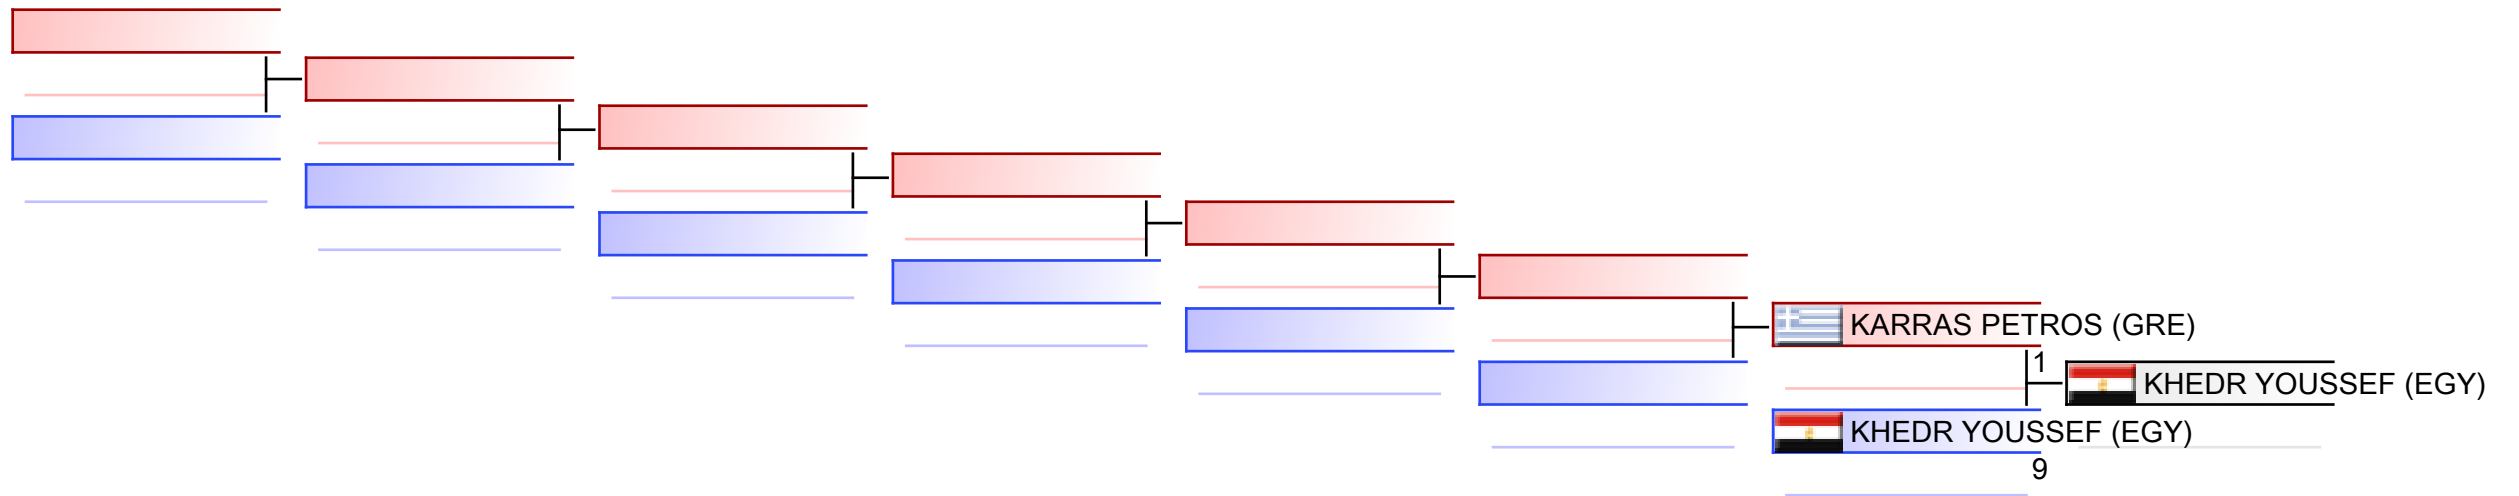 KARRAS PETROS (GRE)
1
KHEDR YOUSSEF (EGY)
KHEDR YOUSSEF (EGY)
9